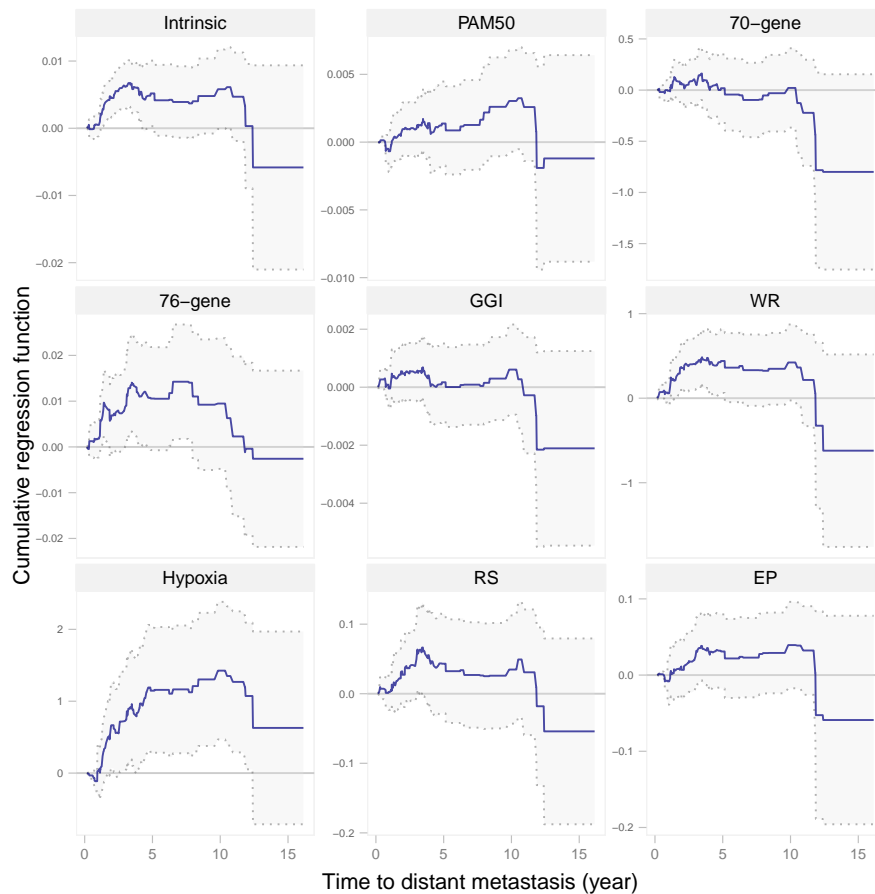 Intrinsic
PAM50
70−gene
0.01
0.00
−0.01
−0.02
0.005
0.000
−0.005
−0.010
0.5
0.0
−0.5
−1.0
−1.5
76−gene
GGI
WR
0.02
0.01
0.00
−0.01
−0.02
0.002
0.000
−0.002
−0.004
1
0
−1
Cumulative regression function
Hypoxia
RS
EP
2
1
0
0.1
0.0
−0.1
−0.2
0.1
0.0
−0.1
−0.2
0 5 10 15
0 5 10 15
0 5 10 15
Time to distant metastasis (year)